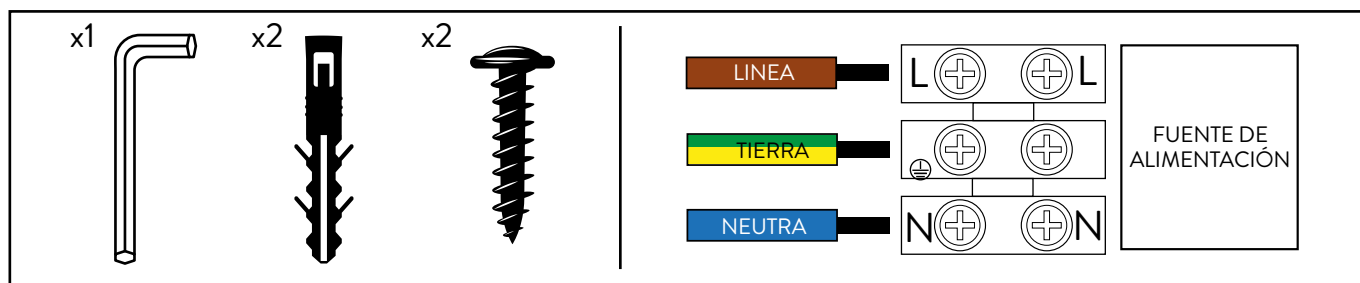 x1
x2
x2
LINEA
L
L
TIERRA
NEUTRA
N
N
FUENTE DE
ALIMENTACIÓN